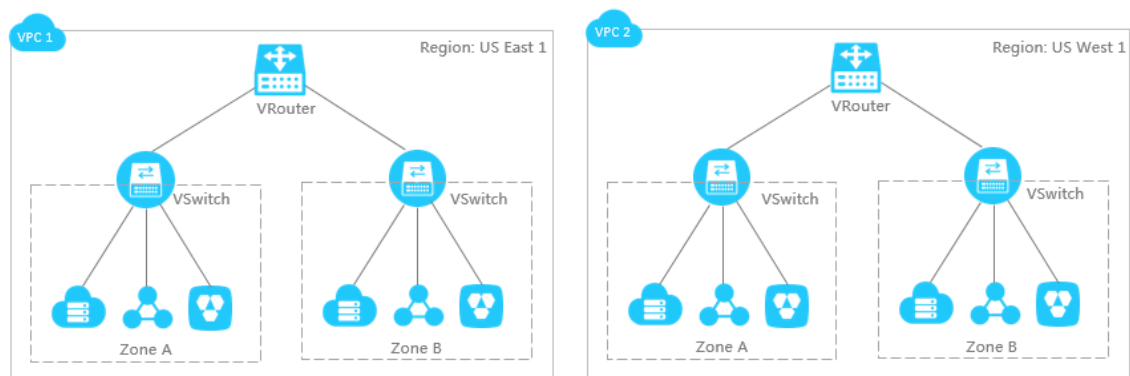 VPC 1
Region: US East 1
VRouter
VSwitch
VSwitch
Zone A
Zone B
VPC 2
Region: US West 1
VRouter
VSwitch
VSwitch
Zone A
Zone B